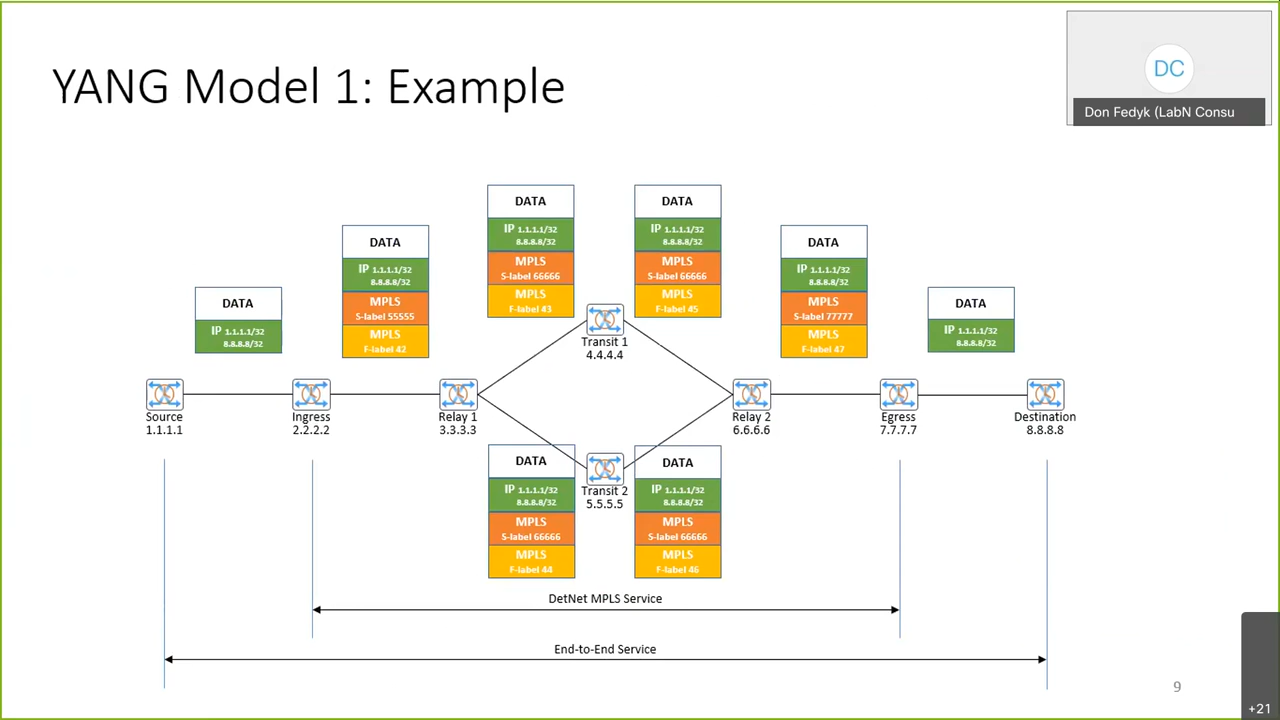 YANG Model 1: Example
DC
Don Fedyk (LabN Consu
DATA
IP 1.1.1.1/32
8.8.8.8/32
DATA
IP 1.1.1.1/32
8.8.8.8/32
MPLS
S-label 55555
MPLS
F-label 42
DATA
IP 1.1.1.1/32
8.8.8.8/32
MPLS
S-label 66666
MPLS
F-label 43
DATA
IP 1.1.1.1/32
8.8.8.8/32
MPLS
S-label 66666
MPLS
F-label 45
DATA
IP 1.1.1.1/32
8.8.8.8/32
MPLS
S-label 77777
MPLS
F-label 47
DATA
IP 1.1.1.1/32
8.8.8.8/32
Transit 1
4.4.4.4
Source
1.1.1.1
Ingress
2.2.2.2
Relay 1
3.3.3.3
Relay 2
6.6.6.6
Egress
7.7.7.7
Destination
8.8.8.8
DATA
IP 1.1.1.1/32
8.8.8.8/32
MPLS
S-label 66666
MPLS
F-label 44
Transit 2
5.5.5.5
DATA
IP 1.1.1.1/32
8.8.8.8/32
MPLS
S-label 66666
MPLS
F-label 46
DetNet MPLS Service
End-to-End Service
9
+21